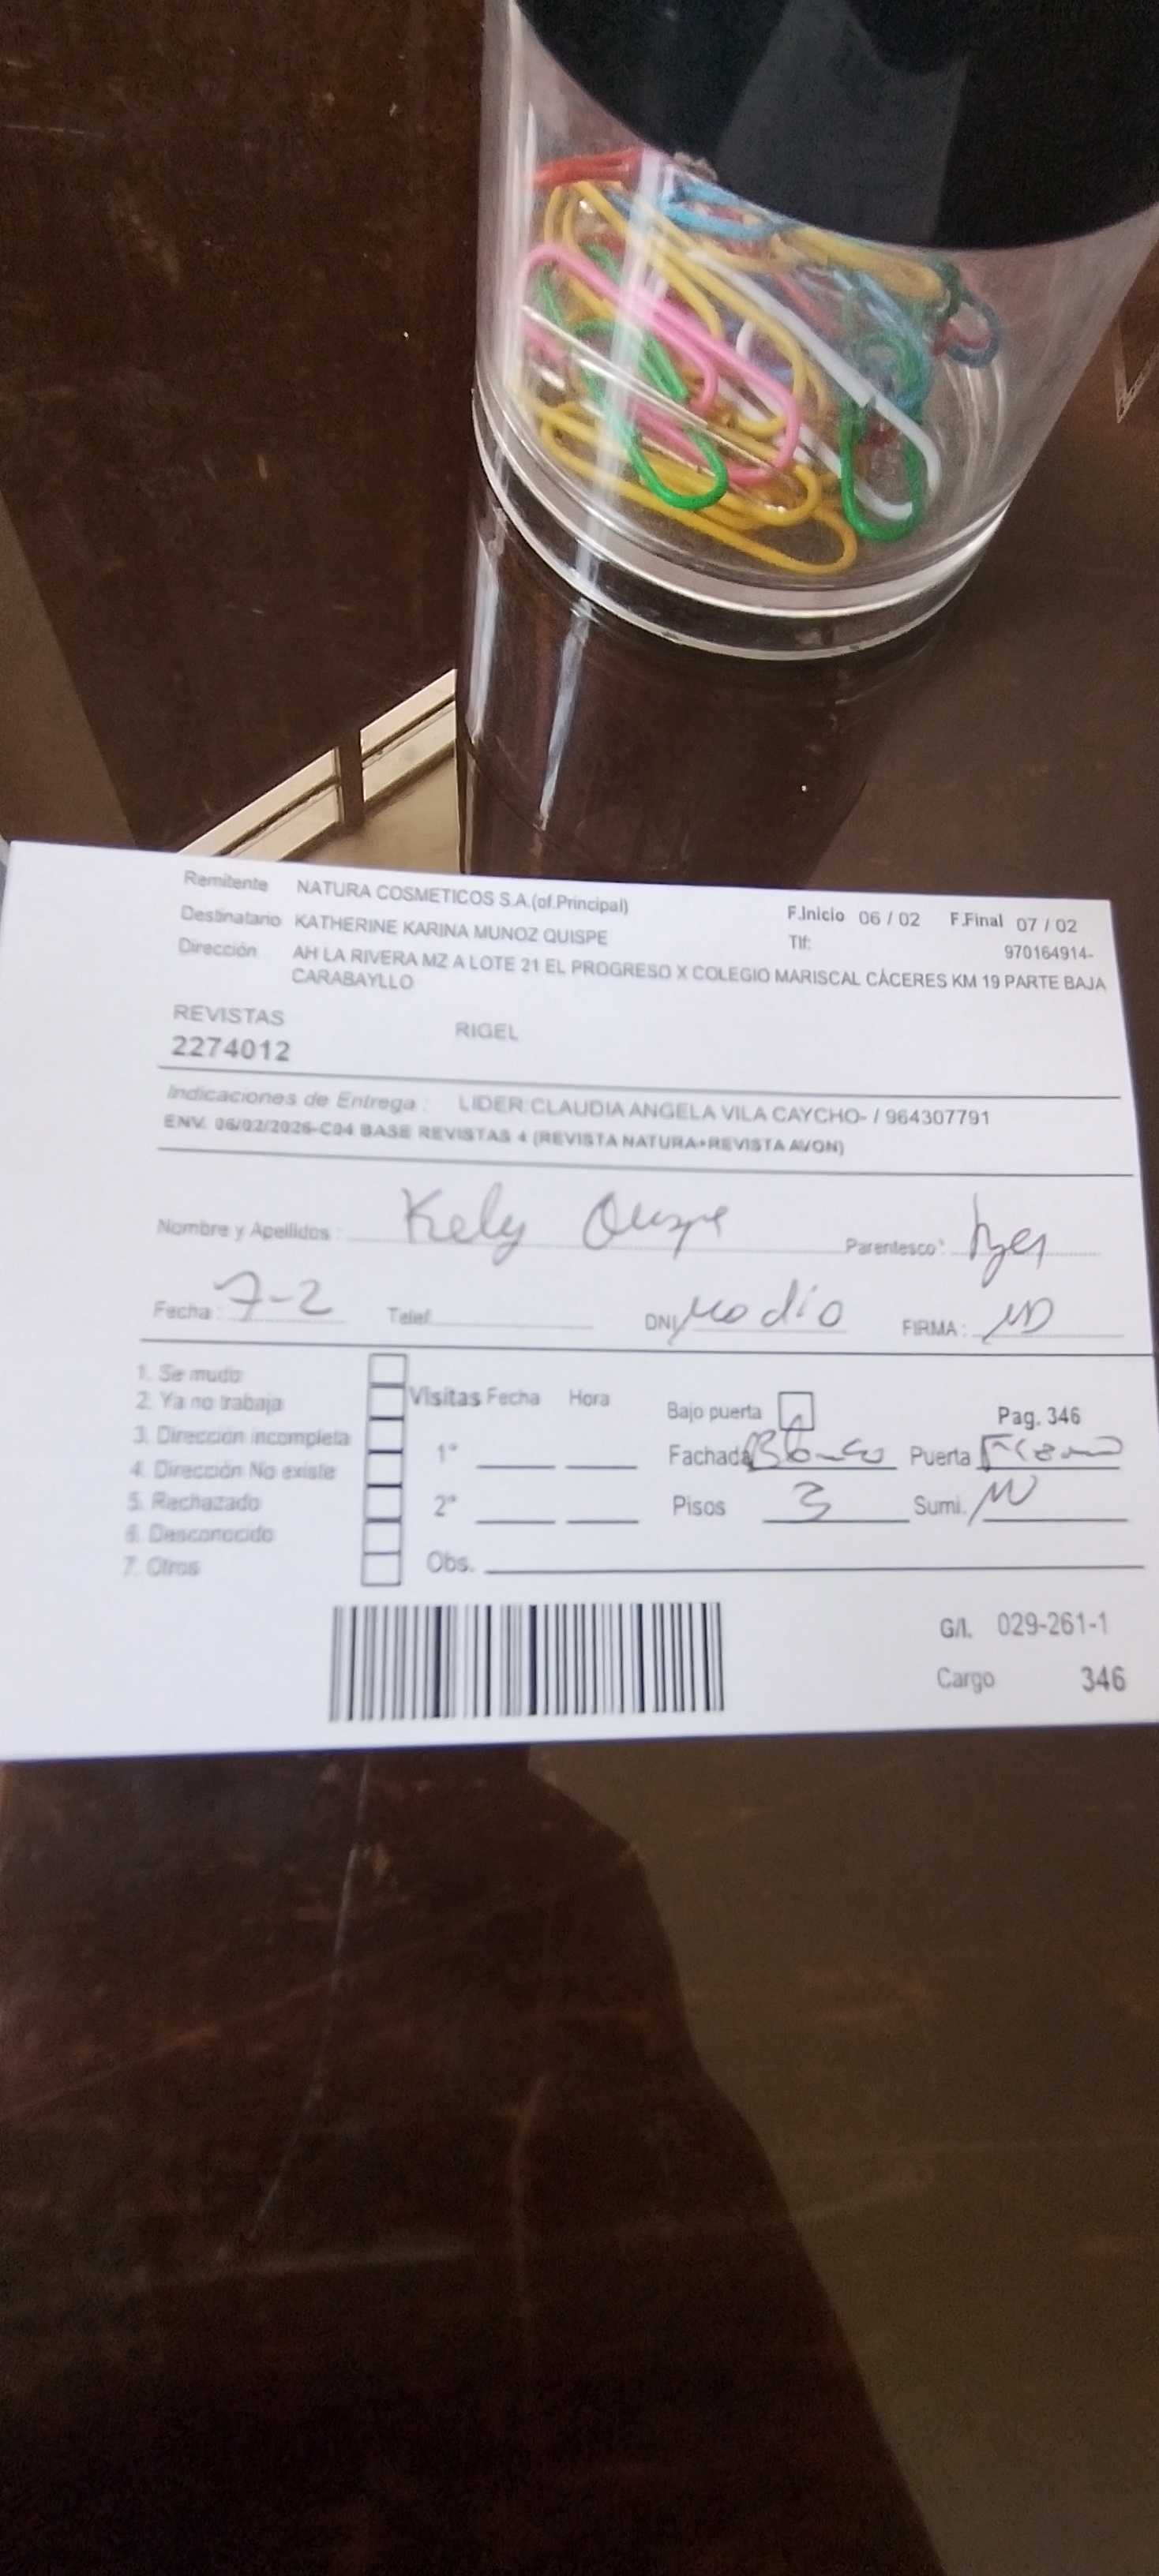 Remitente NATURA COSMETICOS S.A.(of.Principal) F.Inicio 06 / 02 F.Final 07 / 02
Destinatario KATHERINE KARINA MUNOZ QUISPE Tlf: 970164914-
Dirección AH LA RIVERA MZ A LOTE 21 EL PROGRESO X COLEGIO MARISCAL CÁCERES KM 19 PARTE BAJA
CARABAYLLO
REVISTAS RIGEL
2274012
Indicaciones de Entrega : LIDER:CLAUDIA ANGELA VILA CAYCHO- / 964307791
ENV. 06/02/2026-C04 BASE REVISTAS 4 (REVISTA NATURA+REVISTA AVON)
Nombre y Apellidos : Kely Quispe Parentesco :
Fecha : 7-2 Telef. DNI no dio FIRMA : ND
1. Se mudo
2. Ya no trabaja Visitas Fecha Hora Bajo puerta Pag. 346
3. Dirección incompleta 1° Fachada Blanco Puerta
4. Dirección No existe
5. Rechazado 2° Pisos 3 Sumi.
6. Desconocido
7. Otros Obs.
G/I. 029-261-1
Cargo 346